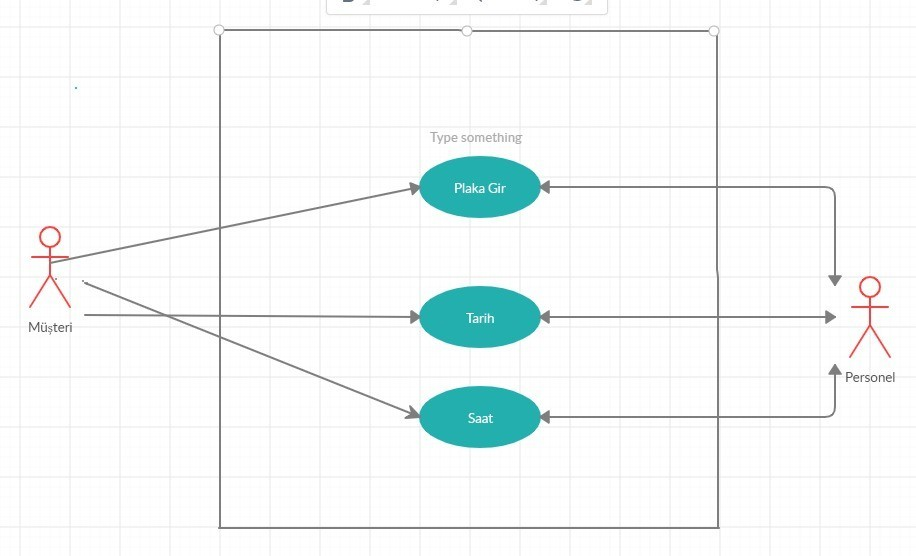 Type something
Plaka Gir
Müşteri
Tarih
Personel
Saat